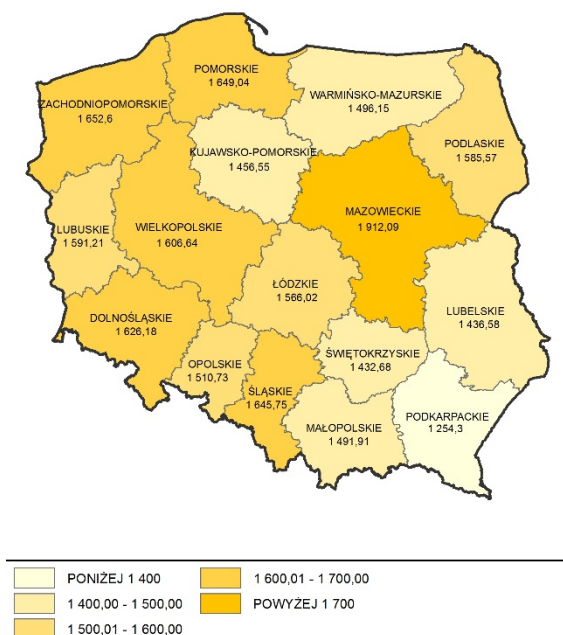 POMORSKIE
1 649,04
WARMIŃSKO-MAZURSKIE
1 496,15
ZACHODNIOPOMORSKIE
1 652,6
PODLASKIE
1 585,57
KUJAWSKO-POMORSKIE
1 456,55
MAZOWIECKIE
1 912,09
LUBUSKIE
1 591,21
WIELKOPOLSKIE
1 606,64
ŁÓDZKIE
1 566,02
LUBELSKIE
1 436,58
DOLNOŚLĄSKIE
1 626,18
ŚWIĘTOKRZYSKIE
1 432,68
OPOLSKIE
1 510,73
ŚLĄSKIE
1 645,75
PODKARPACKIE
1 254,3
MAŁOPOLSKIE
1 491,91
PONIŻEJ 1 400
1 400,00 - 1 500,00
1 500,01 - 1 600,00
1 600,01 - 1 700,00
POWYŻEJ 1 700